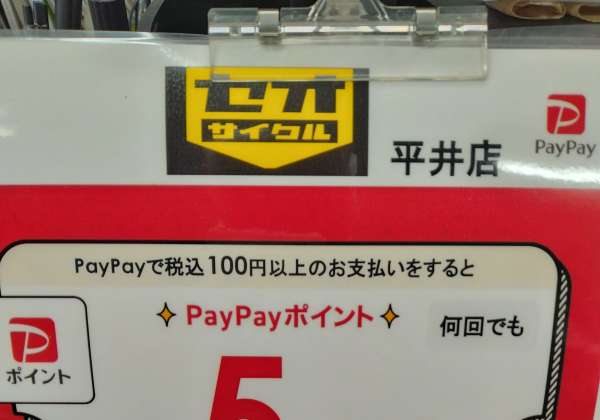 セオ
サイクル
平井店
PayPay
PayPayで税込100円以上のお支払いをすると
PayPayポイント
何回でも
ポイント
5